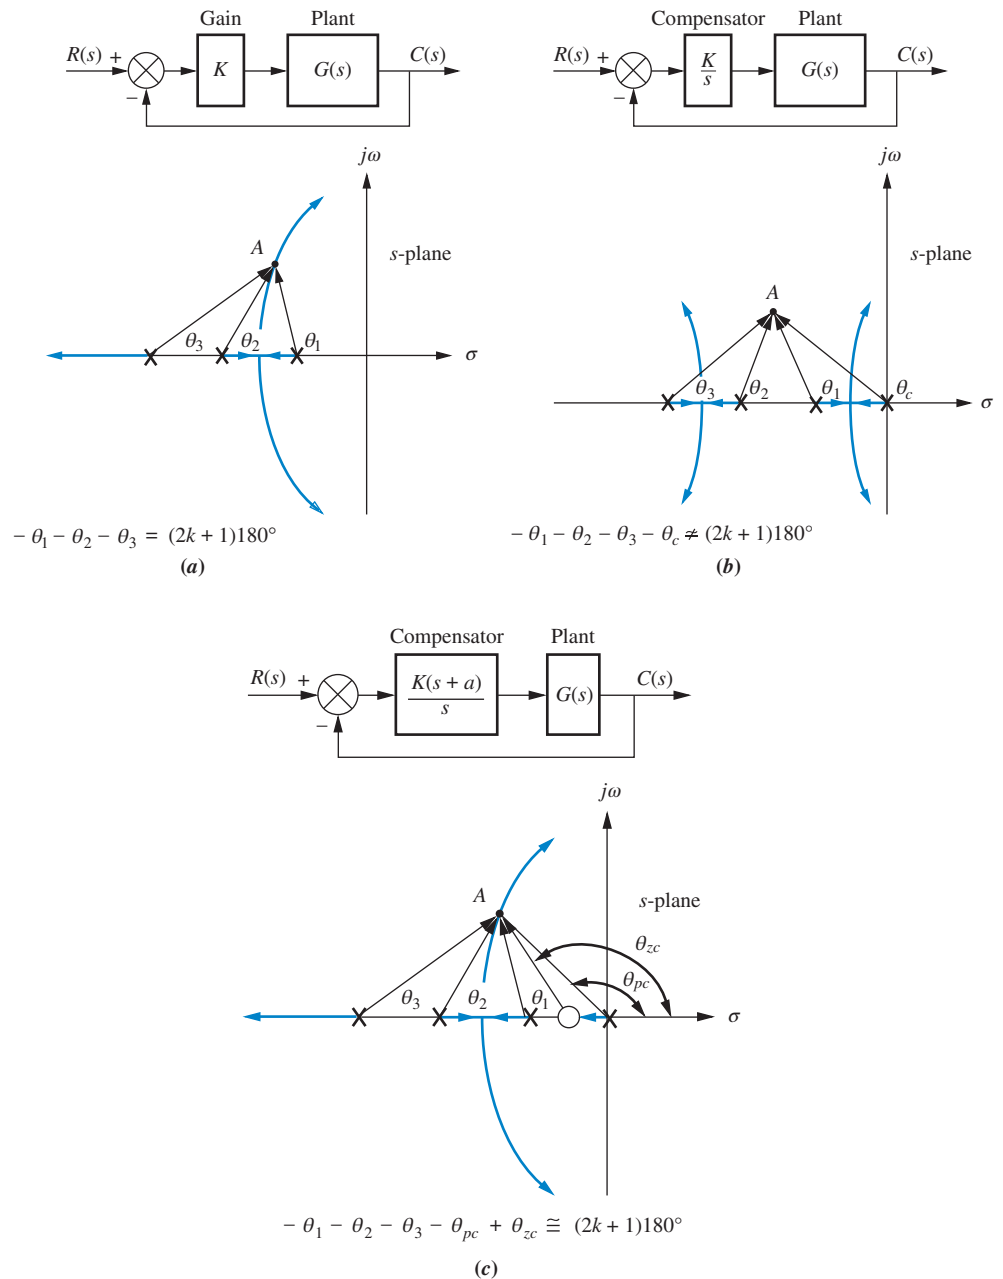 Gain Plant
R(s) + K G(s) C(s)
−
jω
A
s-plane
θ3 θ2 θ1 σ
− θ1 − θ2 − θ3 = (2k + 1)180°
(a)
Compensator Plant
R(s) + K/s G(s) C(s)
−
jω
s-plane
A
θ3 θ2 θ1 θc σ
− θ1 − θ2 − θ3 − θc ≠ (2k + 1)180°
(b)
Compensator Plant
R(s) + K(s + a)/s G(s) C(s)
−
jω
A s-plane
θzc
θpc
θ3 θ2 θ1 σ
− θ1 − θ2 − θ3 − θpc + θzc ≅ (2k + 1)180°
(c)